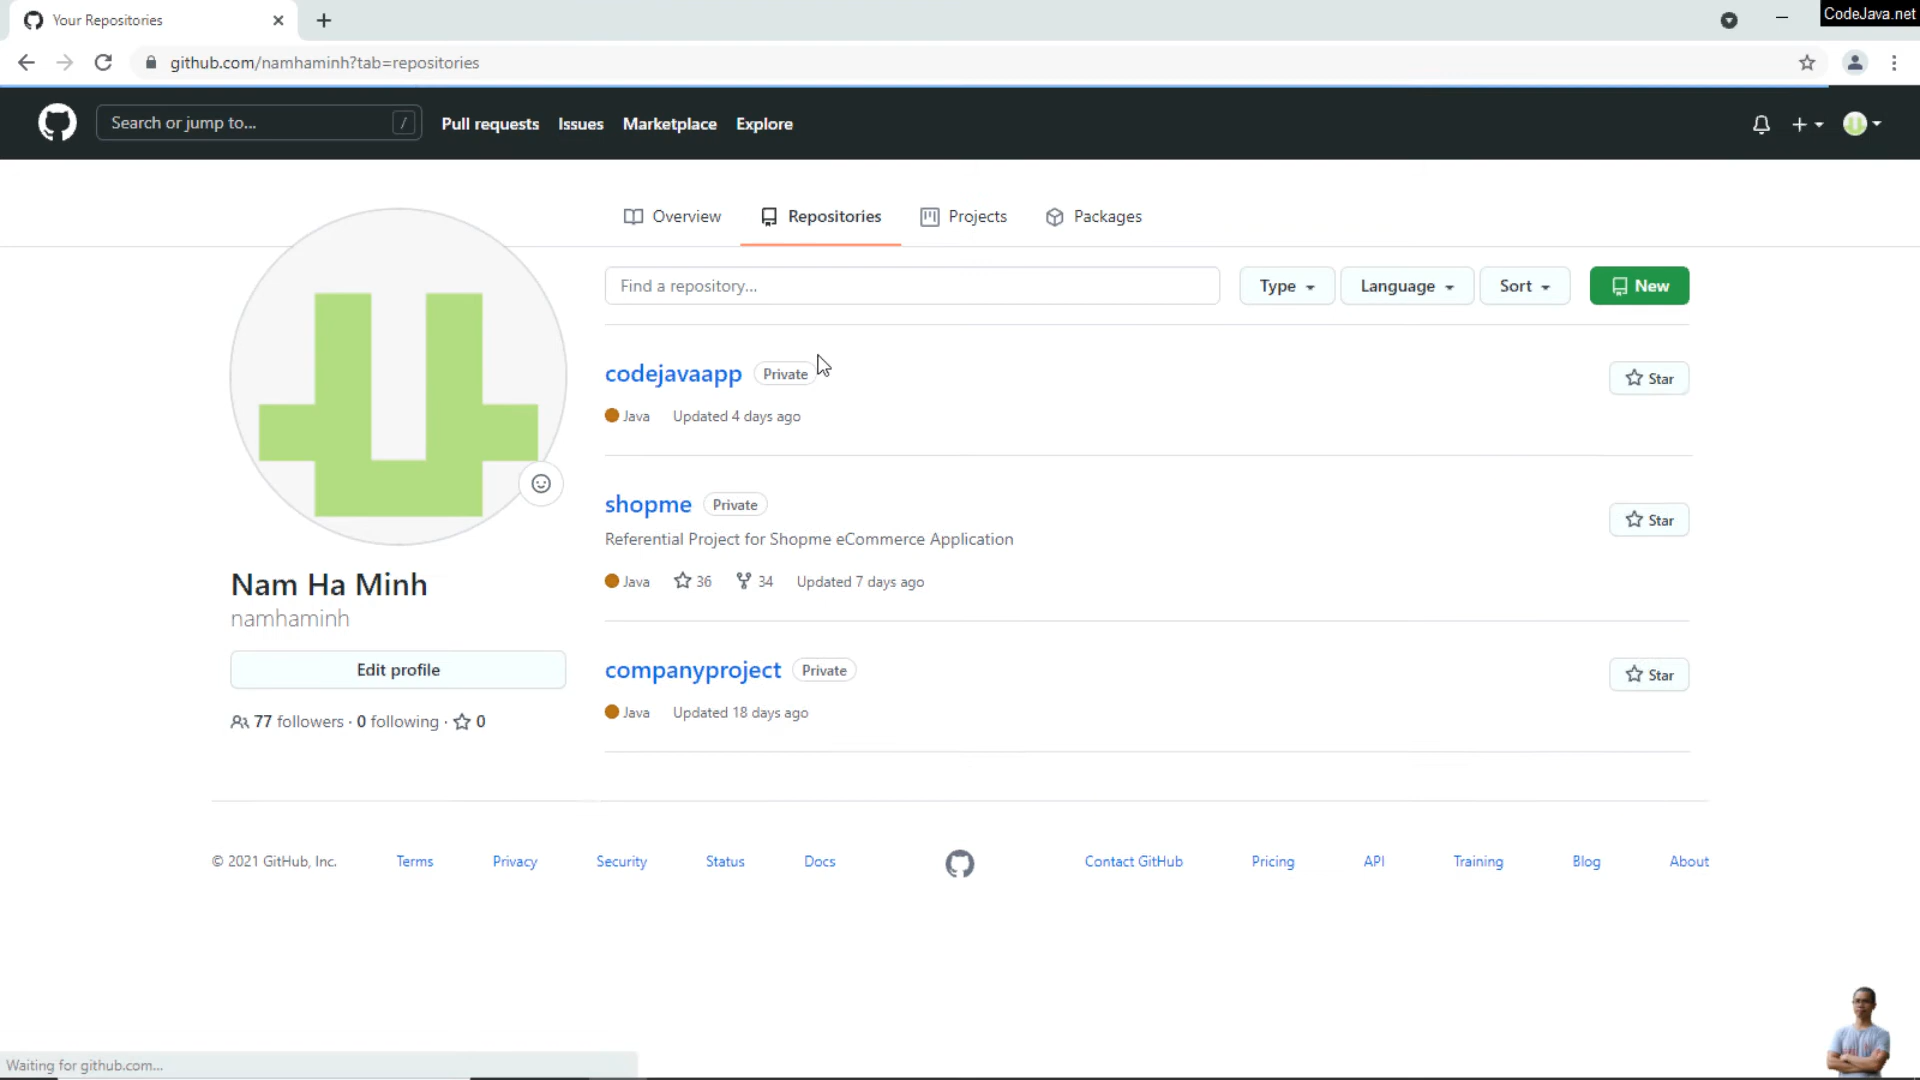 Your Repositories
CodeJava.net
github.com/namhaminh?tab=repositories
Search or jump to... /
Pull requests Issues Marketplace Explore
Overview Repositories Projects Packages
Find a repository... Type Language Sort New
codejavaapp Private Star
Java Updated 4 days ago
shopme Private Star
Referential Project for Shopme eCommerce Application
Java 36 34 Updated 7 days ago
Nam Ha Minh
namhaminh
Edit profile
77 followers · 0 following · 0
companyproject Private Star
Java Updated 18 days ago
© 2021 GitHub, Inc. Terms Privacy Security Status Docs Contact GitHub Pricing API Training Blog About
Waiting for github.com...